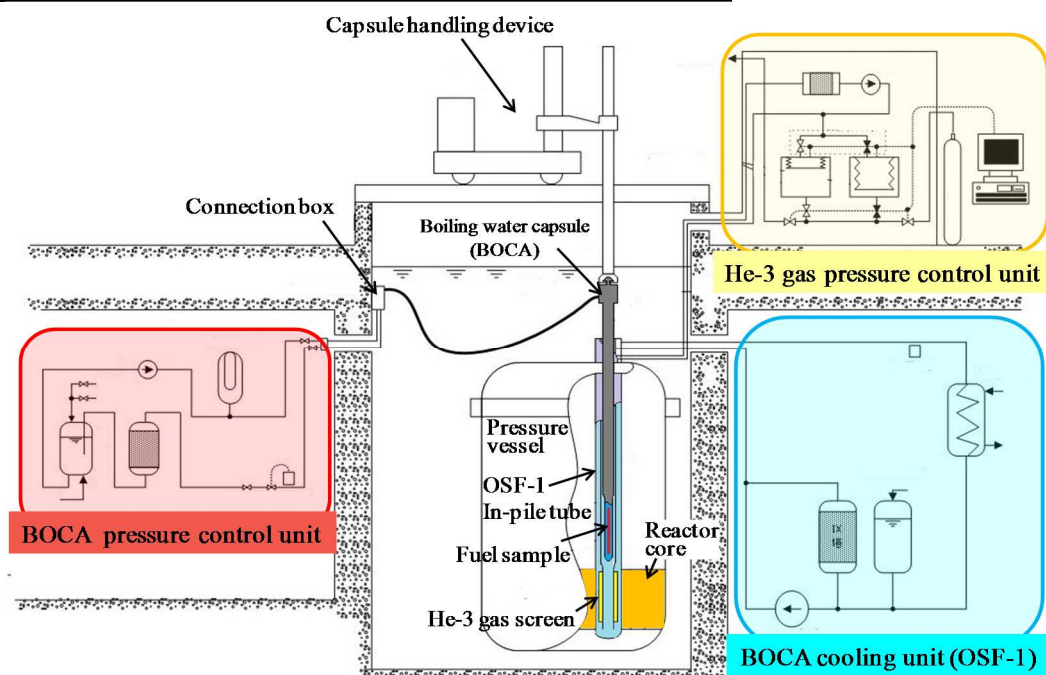 Capsule handling device
Connection box
Boiling water capsule
(BOCA)
He-3 gas pressure control unit
Pressure
vessel
OSF-1
In-pile tube
Fuel sample
Reactor
core
He-3 gas screen
BOCA pressure control unit
BOCA cooling unit (OSF-1)